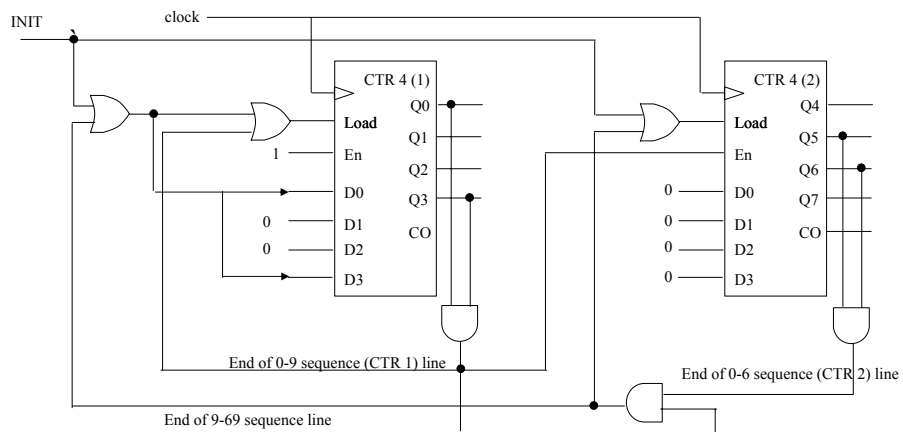 INIT
clock
CTR 4 (1)
Q0
Load
Q1
1
En
Q2
D0
Q3
0
D1
CO
0
D2
D3
CTR 4 (2)
Q4
Load
Q5
En
Q6
0
D0
Q7
0
D1
CO
0
D2
0
D3
End of 0-9 sequence (CTR 1) line
End of 0-6 sequence (CTR 2) line
End of 9-69 sequence line